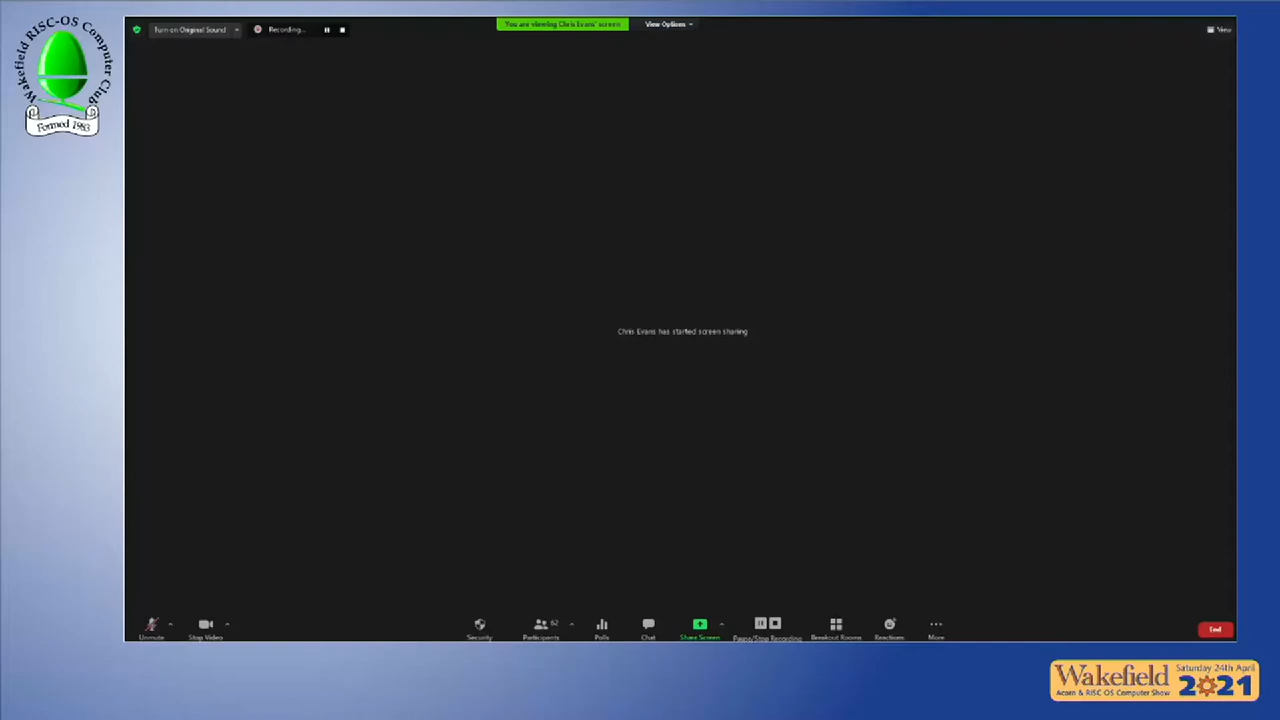 Wakefield RISC-OS Computer Club
Formed 1983
Turn on Original Sound
Recording...
You are viewing Chris Evans' screen
View Options
View
Chris Evans has started screen sharing
Unmute
Stop Video
Security
62
Participants
Polls
Chat
Share Screen
Pause/Stop Recording
Breakout Rooms
Reactions
More
End
Wakefield
Acorn & RISC OS Computer Show
Saturday 24th April
2021